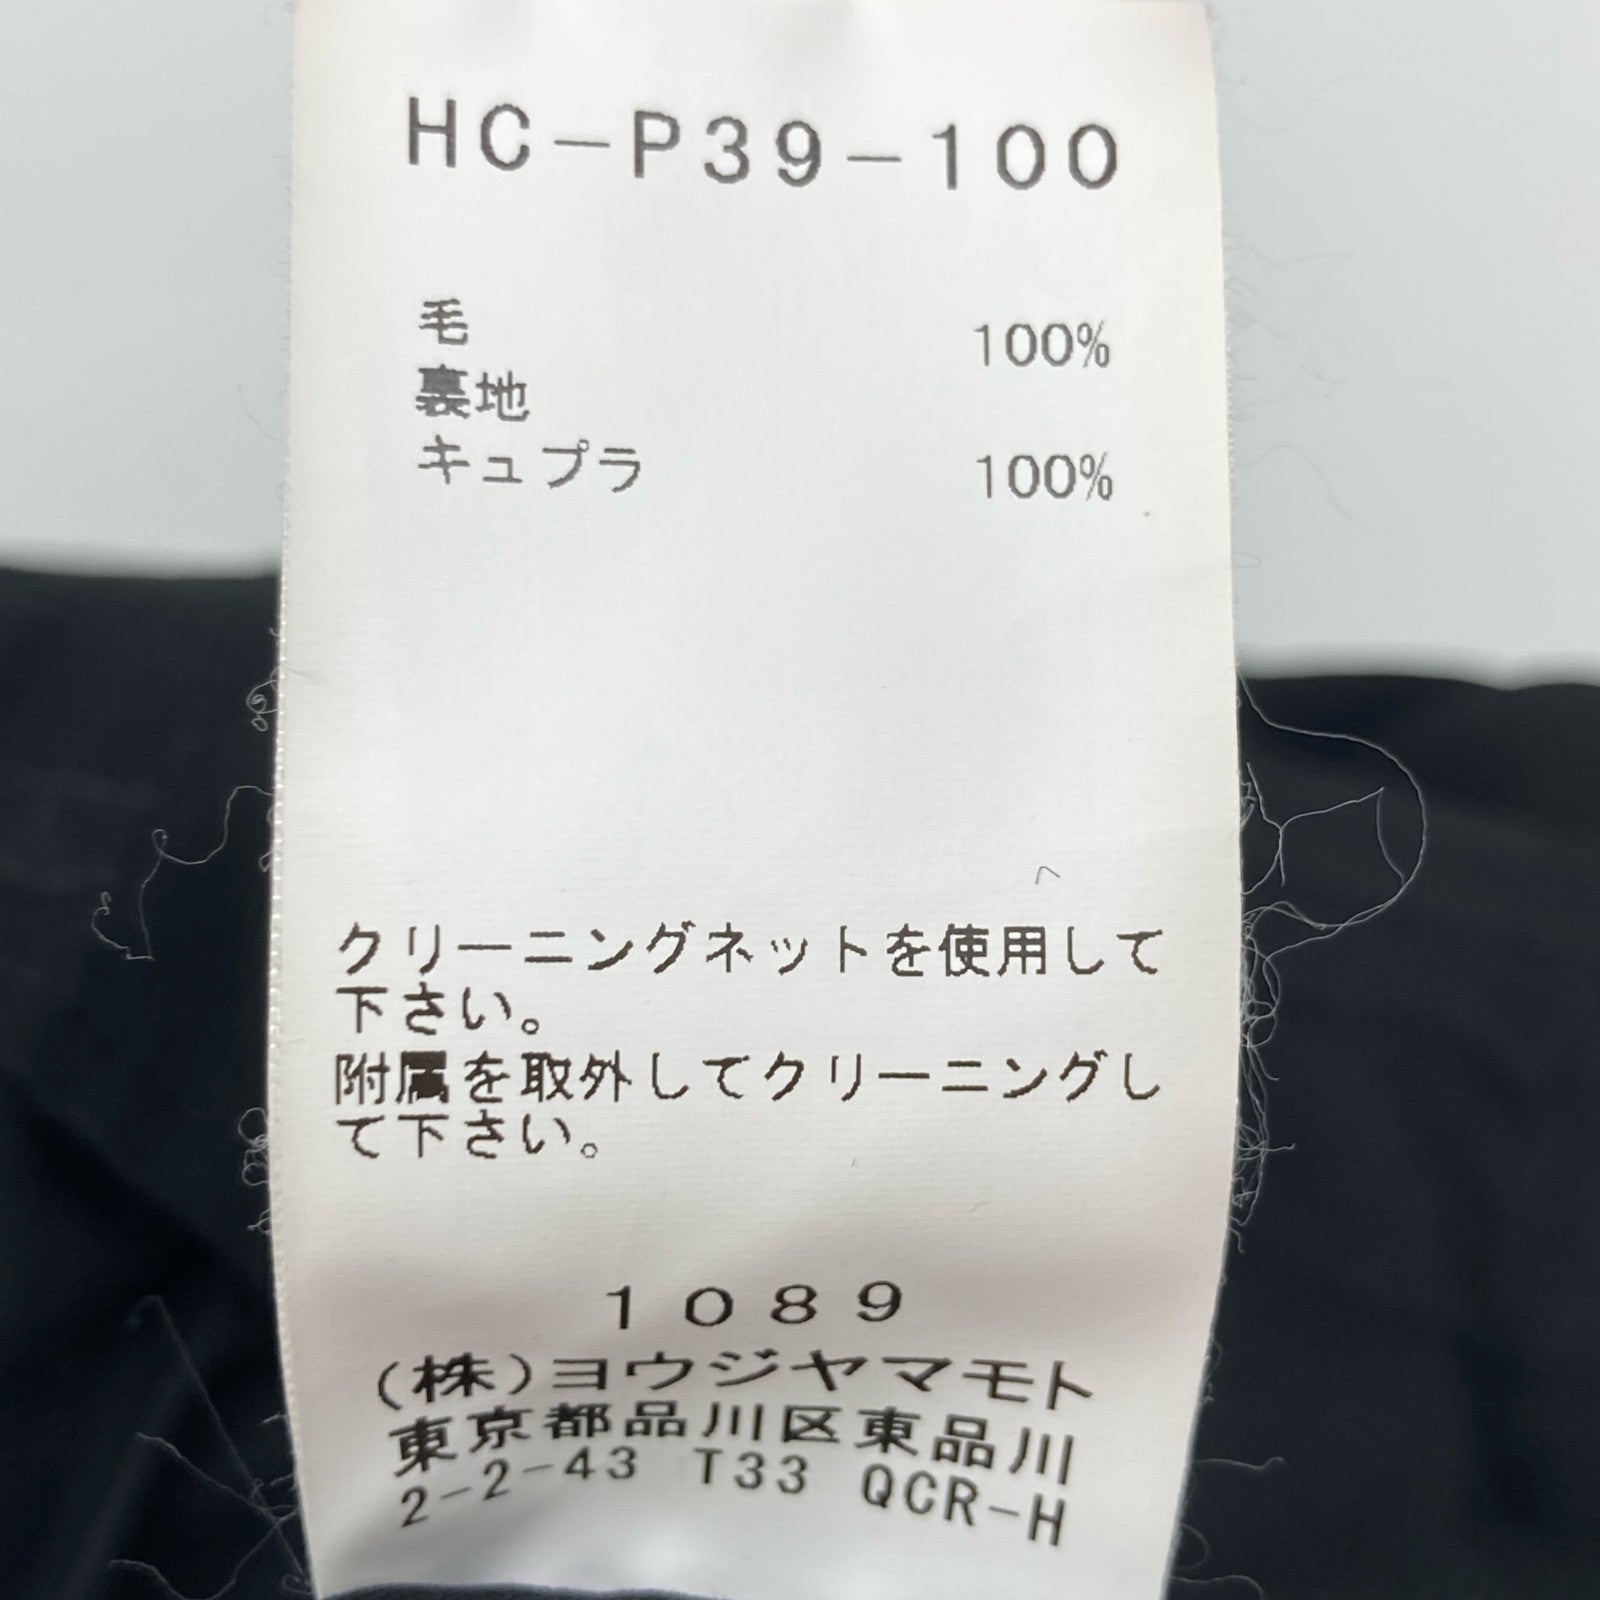 HC-P39-100
毛 100%
裏地
キュプラ 100%
クリーニングネットを使用して
下さい。
附属を取外してクリーニングし
て下さい。
1089
(株)ヨウジヤマモト
東京都品川区東品川
2-2-43 T33 QCR-H